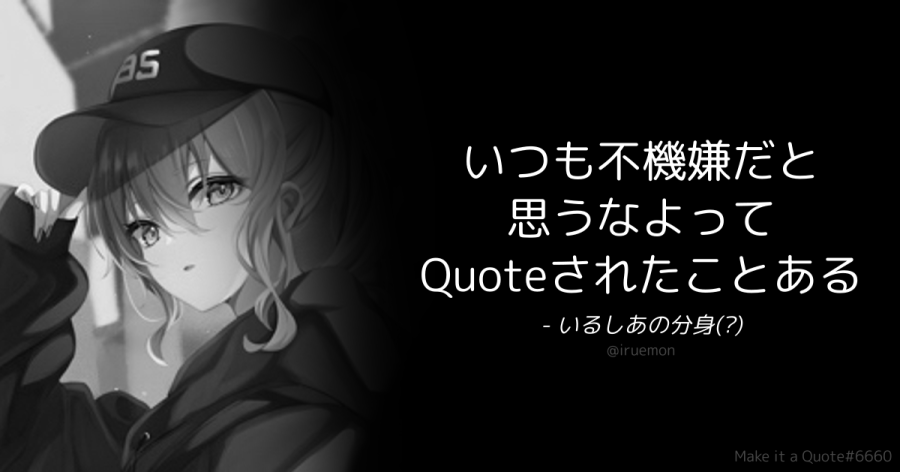 いつも不機嫌だと
思うなよって
Quoteされたことある
- いるしあの分身(?)
@iruemon
Make it a Quote#6660